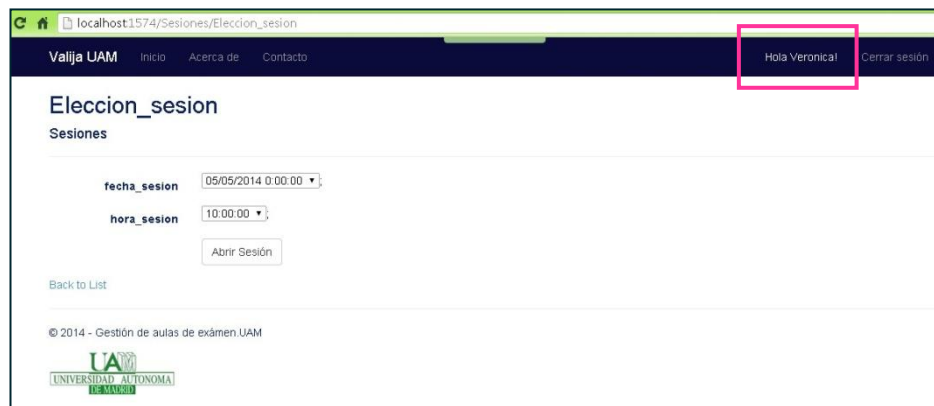 localhost:1574/Sesiones/Eleccion_sesion
Valija UAM Inicio Acerca de Contacto Hola Veronica! Cerrar sesión
Eleccion_sesion
Sesiones
fecha_sesion 05/05/2014 0:00:00 ;
hora_sesion 10:00:00 ;
Abrir Sesión
Back to List
© 2014 - Gestión de aulas de exámen.UAM
UAM
UNIVERSIDAD AUTONOMA
DE MADRID